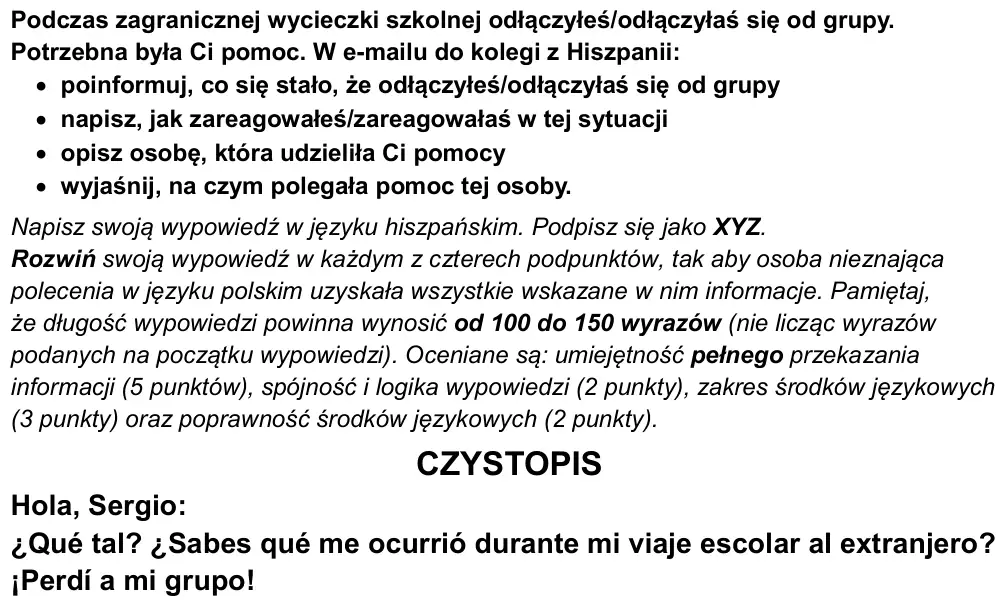 Podczas zagranicznej wycieczki szkolnej odłączyłeś/odłączyłaś się od grupy.
Potrzebna była Ci pomoc. W e-mailu do kolegi z Hiszpanii:
• poinformuj, co się stało, że odłączyłeś/odłączyłaś się od grupy
• napisz, jak zareagowałeś/zareagowałaś w tej sytuacji
• opisz osobę, która udzieliła Ci pomocy
• wyjaśnij, na czym polegała pomoc tej osoby.
Napisz swoją wypowiedź w języku hiszpańskim. Podpisz się jako XYZ.
Rozwiń swoją wypowiedź w każdym z czterech podpunktów, tak aby osoba nieznająca
polecenia w języku polskim uzyskała wszystkie wskazane w nim informacje. Pamiętaj,
że długość wypowiedzi powinna wynosić od 100 do 150 wyrazów (nie licząc wyrazów
podanych na początku wypowiedzi). Oceniane są: umiejętność pełnego przekazania
informacji (5 punktów), spójność i logika wypowiedzi (2 punkty), zakres środków językowych
(3 punkty) oraz poprawność środków językowych (2 punkty).
CZYSTOPIS
Hola, Sergio:
¿Qué tal? ¿Sabes qué me ocurrió durante mi viaje escolar al extranjero?
¡Perdí a mi grupo!